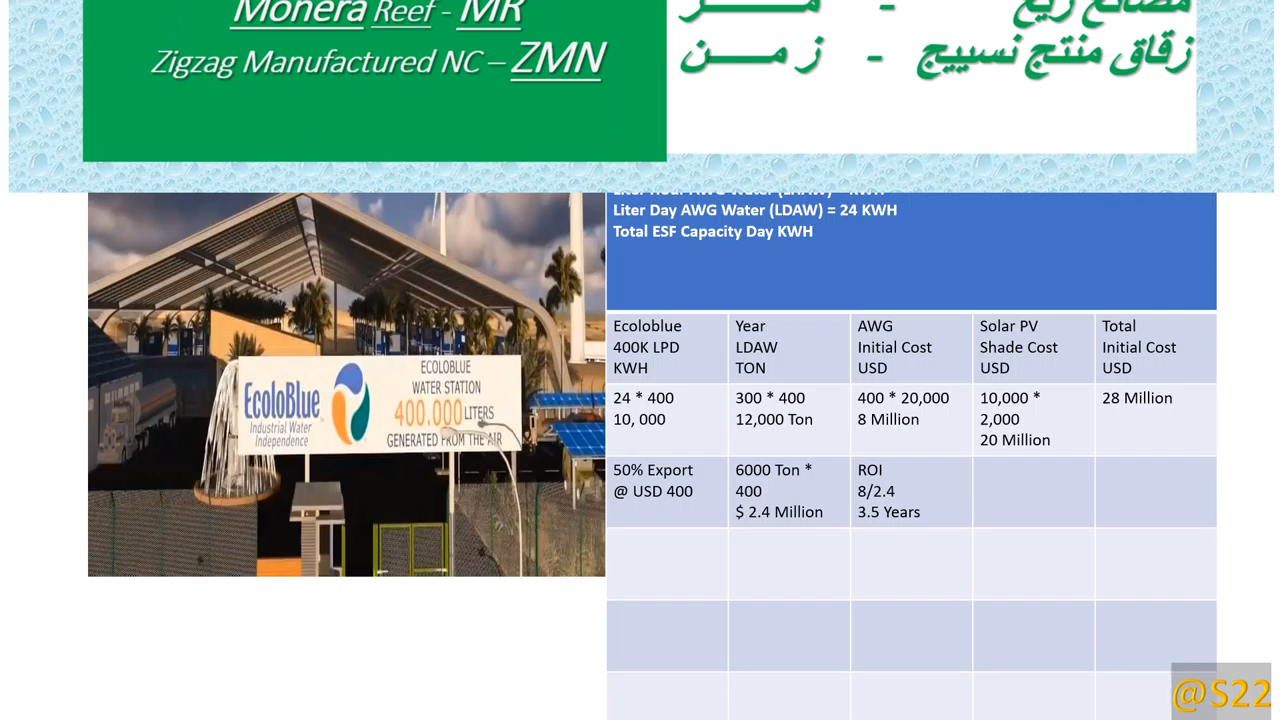 Monera Reef - MR
Zigzag Manufactured NC – ZMN
مصانع ريع - مـــــــر
زقاق منتج نسييج - ز مـــــن
Liter Day AWG Water (LDAW) = 24 KWH
Total ESF Capacity Day KWH
ECOLOBLUE
WATER STATION
400.000 LITERS
GENERATED FROM THE AIR
EcoloBlue
Industrial Water
Independence
Ecoloblue
400K LPD
KWH
Year
LDAW
TON
AWG
Initial Cost
USD
Solar PV
Shade Cost
USD
Total
Initial Cost
USD
24 * 400
10, 000
300 * 400
12,000 Ton
400 * 20,000
8 Million
10,000 *
2,000
20 Million
28 Million
50% Export
@ USD 400
6000 Ton *
400
$ 2.4 Million
ROI
8/2.4
3.5 Years
@S22